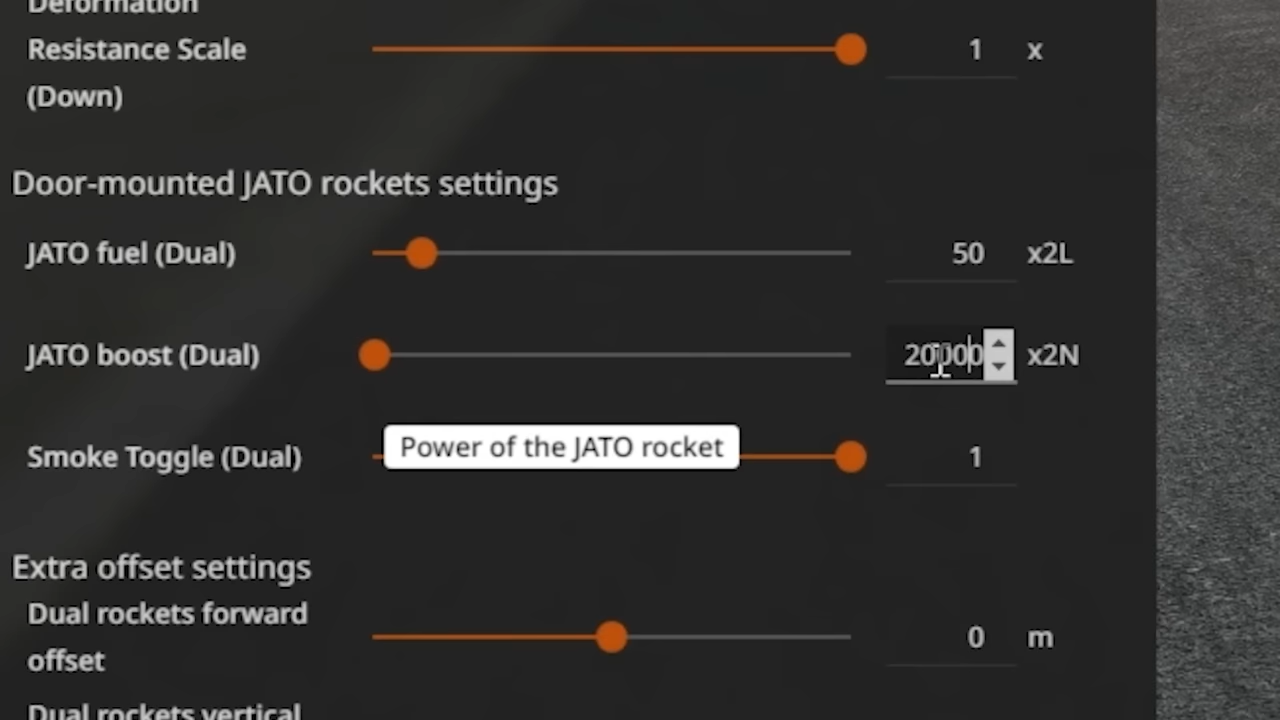 Deformation
Resistance Scale
(Down)
1 x
Door-mounted JATO rockets settings
JATO fuel (Dual)
50 x2L
JATO boost (Dual)
20000 x2N
Power of the JATO rocket
Smoke Toggle (Dual)
1
Extra offset settings
Dual rockets forward
offset
0 m
Dual rockets vertical